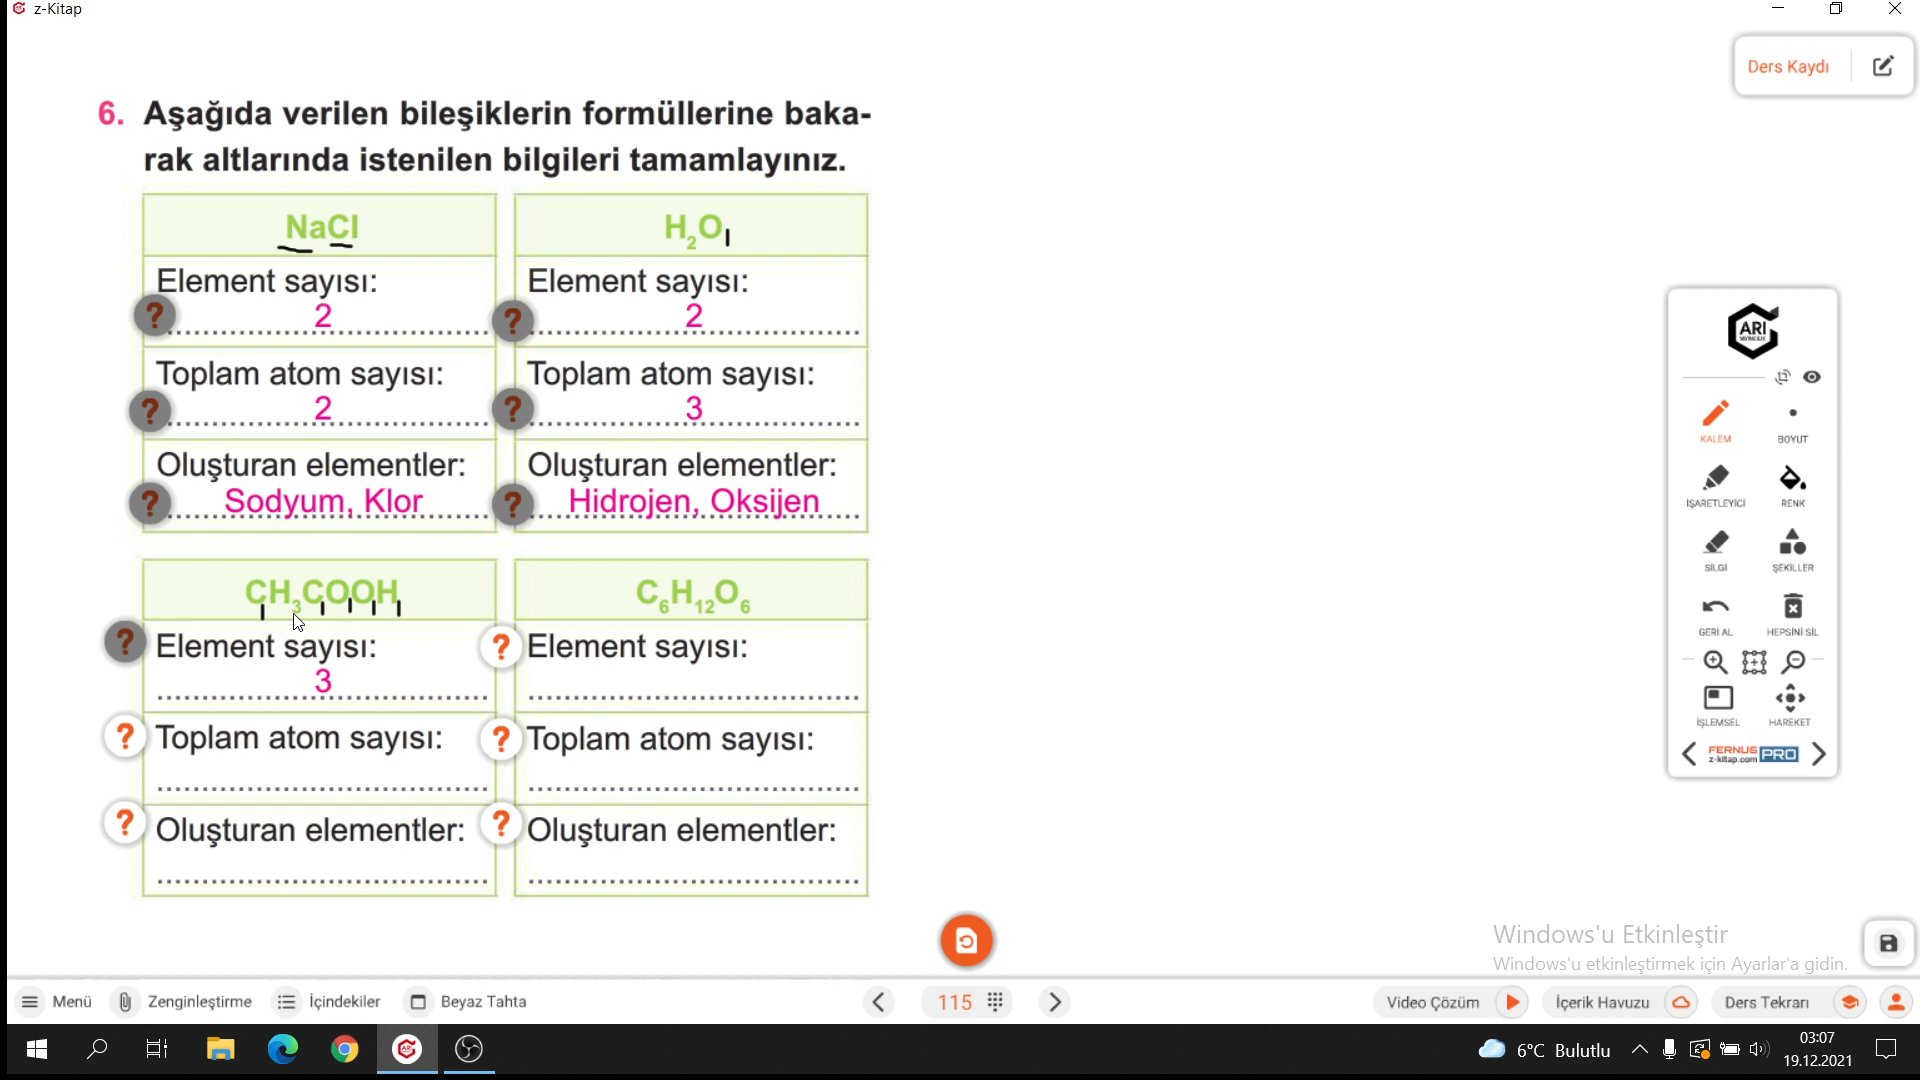 z-Kitap
Ders Kaydı
6. Aşağıda verilen bileşiklerin formüllerine baka-
rak altlarında istenilen bilgileri tamamlayınız.
NaCl
Element sayısı:
? 2
Toplam atom sayısı:
? 2
Oluşturan elementler:
? Sodyum, Klor
H₂O
Element sayısı:
? 2
Toplam atom sayısı:
? 3
Oluşturan elementler:
? Hidrojen, Oksijen
CH₃COOH
? Element sayısı:
3
? Toplam atom sayısı:
? Oluşturan elementler:
C₆H₁₂O₆
? Element sayısı:
? Toplam atom sayısı:
? Oluşturan elementler:
ARI
YAYINCILIK
KALEM BOYUT
İŞARETLEYİCİ RENK
SİLGİ ŞEKİLLER
GERİ AL HEPSİNİ SİL
İŞLEMSEL HAREKET
FERNUS PRO
z-kitap.com
Windows'u Etkinleştir
Windows'u etkinleştirmek için Ayarlar'a gidin.
Menü Zenginleştirme İçindekiler Beyaz Tahta 115 Video Çözüm İçerik Havuzu Ders Tekrarı
6°C Bulutlu 03:07
19.12.2021